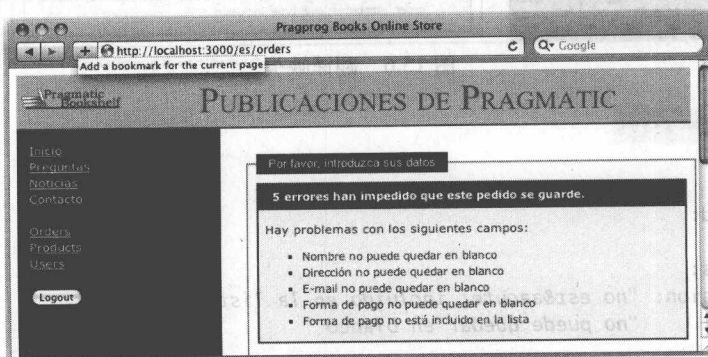 Pragprog Books Online Store
http://localhost:3000/es/orders
Google
Add a bookmark for the current page
Pragmatic
Bookshelf
PUBLICACIONES DE PRAGMATIC
Inicio
Preguntas
Noticias
Contacto
Orders
Products
Users
Logout
Por favor, introduzca sus datos
5 errores han impedido que este pedido se guarde.
Hay problemas con los siguientes campos:
Nombre no puede quedar en blanco
Dirección no puede quedar en blanco
E-mail no puede quedar en blanco
Forma de pago no puede quedar en blanco
Forma de pago no está incluido en la lista